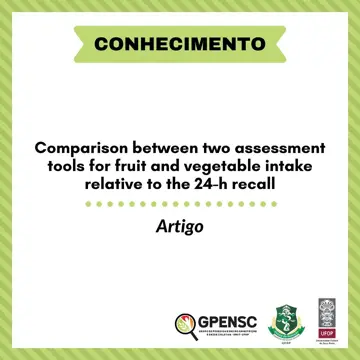 CONHECIMENTO
Comparison between two assessment
tools for fruit and vegetable intake
relative to the 24-h recall
Artigo
GPENSC
UFOP